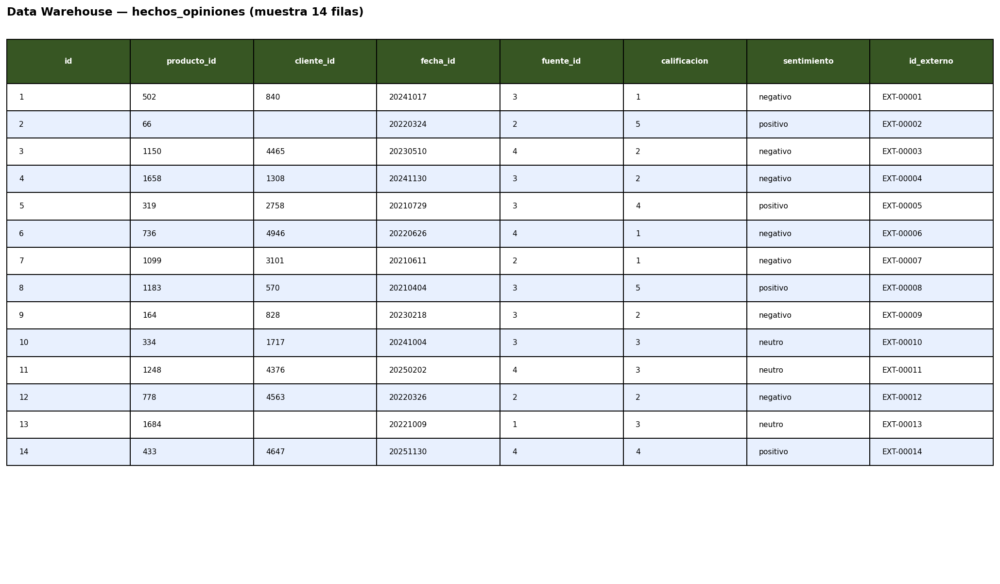 Data Warehouse — hechos_opiniones (muestra 14 filas)
id producto_id cliente_id fecha_id fuente_id calificacion sentimiento id_externo
1 502 840 20241017 3 1 negativo EXT-00001
2 66 20220324 2 5 positivo EXT-00002
3 1150 4465 20230510 4 2 negativo EXT-00003
4 1658 1308 20241130 3 2 negativo EXT-00004
5 319 2758 20210729 3 4 positivo EXT-00005
6 736 4946 20220626 4 1 negativo EXT-00006
7 1099 3101 20210611 2 1 negativo EXT-00007
8 1183 570 20210404 3 5 positivo EXT-00008
9 164 828 20230218 3 2 negativo EXT-00009
10 334 1717 20241004 3 3 neutro EXT-00010
11 1248 4376 20250202 4 3 neutro EXT-00011
12 778 4563 20220326 2 2 negativo EXT-00012
13 1684 20221009 1 3 neutro EXT-00013
14 433 4647 20251130 4 4 positivo EXT-00014